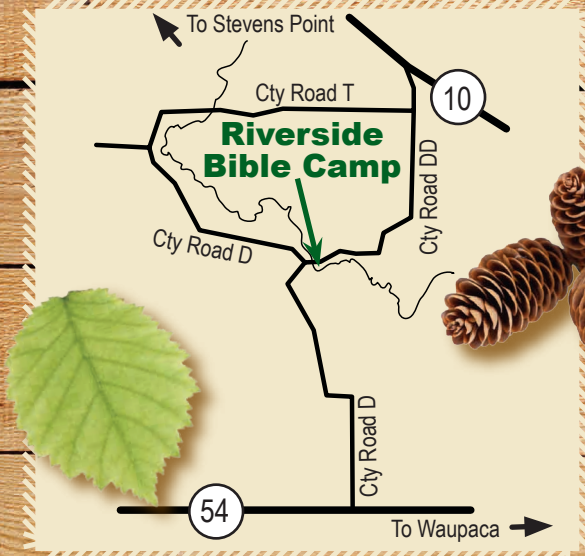 To Stevens Point
Cty Road T
10
Riverside
Bible Camp
Cty Road DD
Cty Road D
Cty Road D
54
To Waupaca